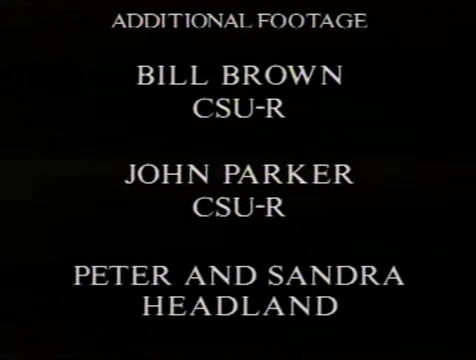 ADDITIONAL FOOTAGE
BILL BROWN
CSU-R
JOHN PARKER
CSU-R
PETER AND SANDRA
HEADLAND